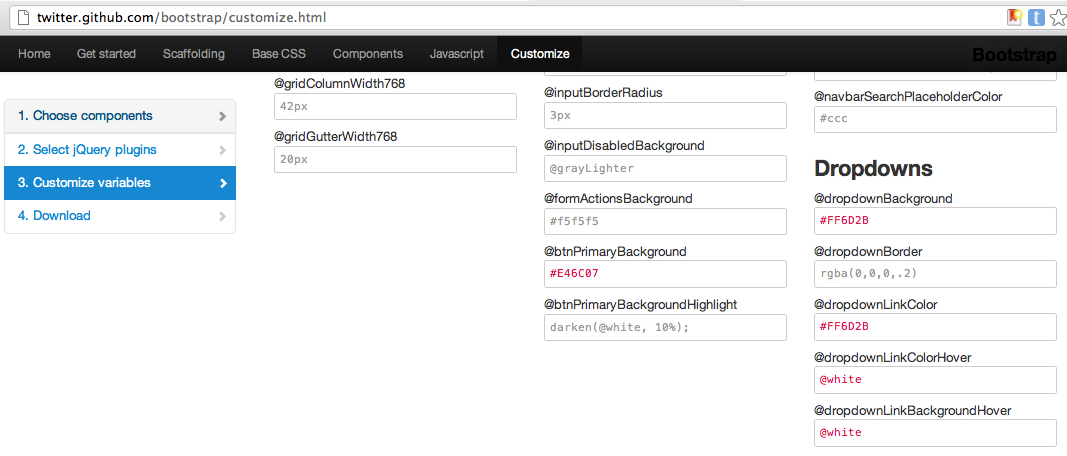 twitter.github.com/bootstrap/customize.html
Home
Get started
Scaffolding
Base CSS
Components
Javascript
Customize
Bootstrap
1. Choose components
2. Select jQuery plugins
3. Customize variables
4. Download
@gridColumnWidth768
42px
@gridGutterWidth768
20px
@inputBorderRadius
3px
@inputDisabledBackground
@grayLighter
@formActionsBackground
#f5f5f5
@btnPrimaryBackground
#E46C07
@btnPrimaryBackgroundHighlight
darken(@white, 10%);
@navbarSearchPlaceholderColor
#ccc
Dropdowns
@dropdownBackground
#FF6D2B
@dropdownBorder
rgba(0,0,0,.2)
@dropdownLinkColor
#FF6D2B
@dropdownLinkColorHover
@white
@dropdownLinkBackgroundHover
@white